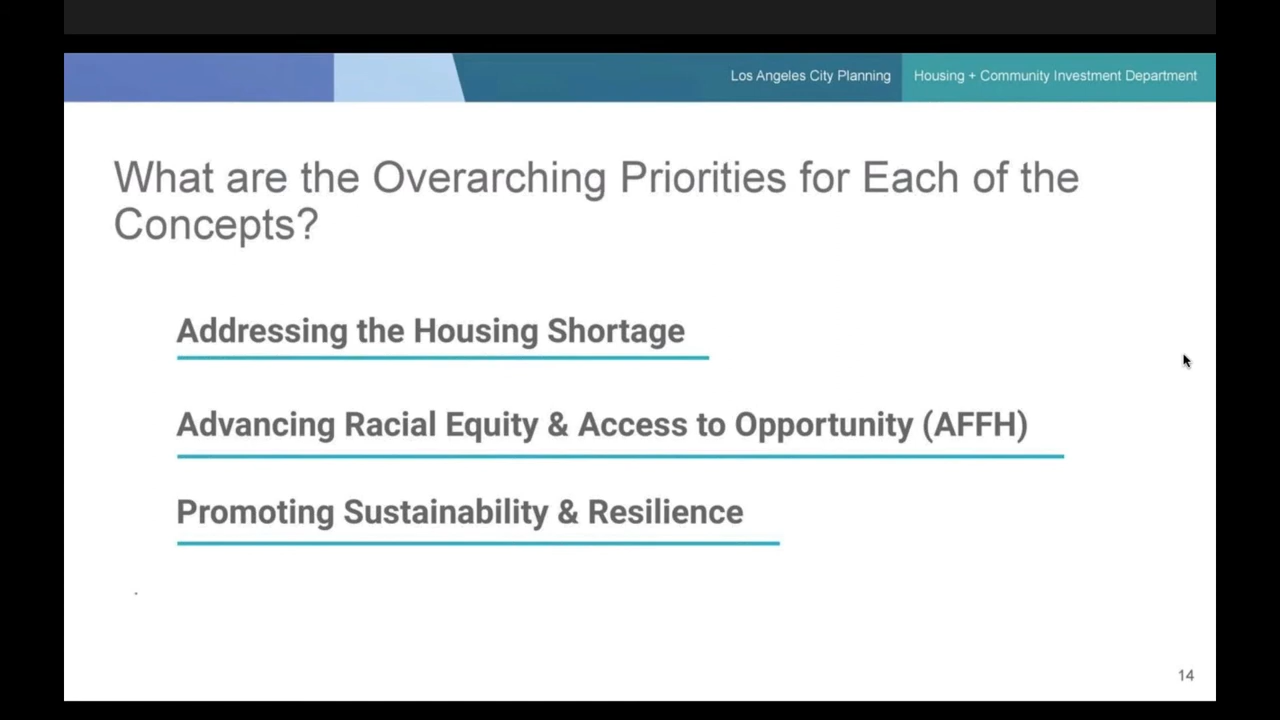 Los Angeles City Planning
Housing + Community Investment Department
What are the Overarching Priorities for Each of the
Concepts?
Addressing the Housing Shortage
Advancing Racial Equity & Access to Opportunity (AFFH)
Promoting Sustainability & Resilience
.
14